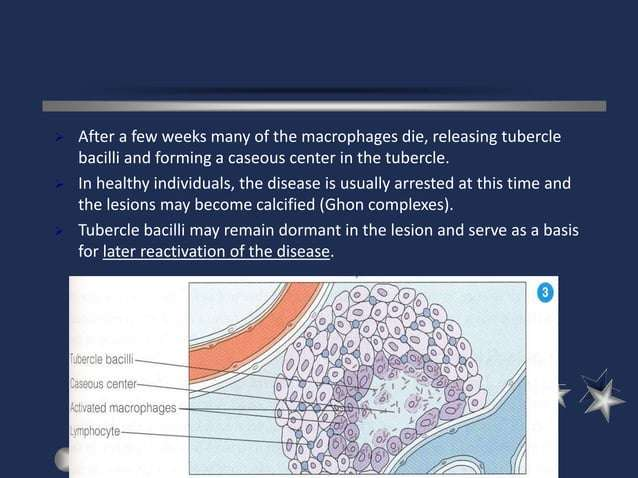 After a few weeks many of the macrophages die, releasing tubercle
bacilli and forming a caseous center in the tubercle.
In healthy individuals, the disease is usually arrested at this time and
the lesions may become calcified (Ghon complexes).
Tubercle bacilli may remain dormant in the lesion and serve as a basis
for later reactivation of the disease.
3
Tubercle bacilli
Caseous center
Activated macrophages
Lymphocyte